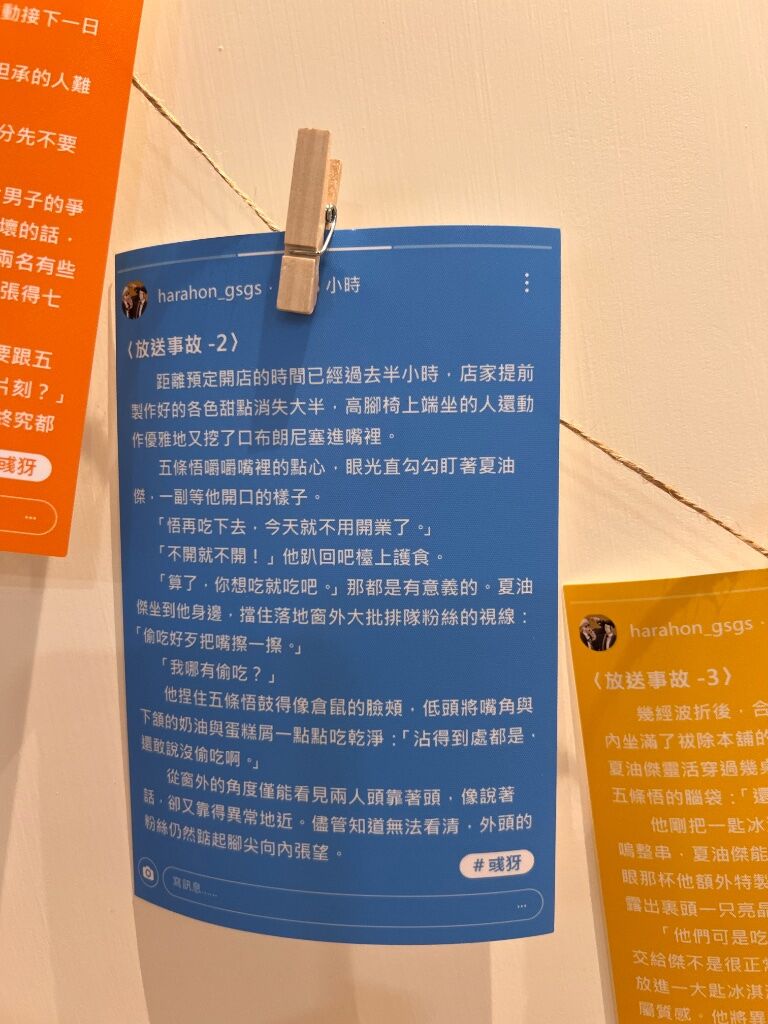 動接下一日
担承的人難
分先不要
男子的爭
壞的話，
兩名有些
張得七
要跟五
片刻？」
終究都
彧犽
...
harahon_gsgs · 小時
〈放送事故 -2〉
距離預定開店的時間已經過去半小時，店家提前
製作好的各色甜點消失大半，高腳椅上端坐的人還動
作優雅地又挖了口布朗尼塞進嘴裡。
五條悟嚼嚼嘴裡的點心，眼光直勾勾盯著夏油
傑，一副等他開口的樣子。
「悟再吃下去，今天就不用開業了。」
「不開就不開！」他趴回吧檯上護食。
「算了，你想吃就吃吧。」那都是有意義的。夏油
傑坐到他身邊，擋住落地窗外大批排隊粉絲的視線：
「偷吃好歹把嘴擦一擦。」
「我哪有偷吃？」
他捏住五條悟鼓得像倉鼠的臉頰，低頭將嘴角與
下頷的奶油與蛋糕屑一點點吃乾淨：「沾得到處都是，
還敢說沒偷吃啊。」
從窗外的角度僅能看見兩人頭靠著頭，像說著
話，卻又靠得異常地近。儘管知道無法看清，外頭的
粉絲仍然踮起腳尖向內張望。
#彧犽
寫訊息......
...
harahon_gsgs ·
〈放送事故 -3〉
幾經波折後，合
內坐滿了祓除本舖的
夏油傑靈活穿過幾桌
五條悟的腦袋：「還
他剛把一匙冰
嗚整串，夏油傑能
眼那杯他額外特製
露出裏頭一只亮晶
「他們可是吃
交給傑不是很正常
放進一大匙冰淇淋
屬質感。他將異